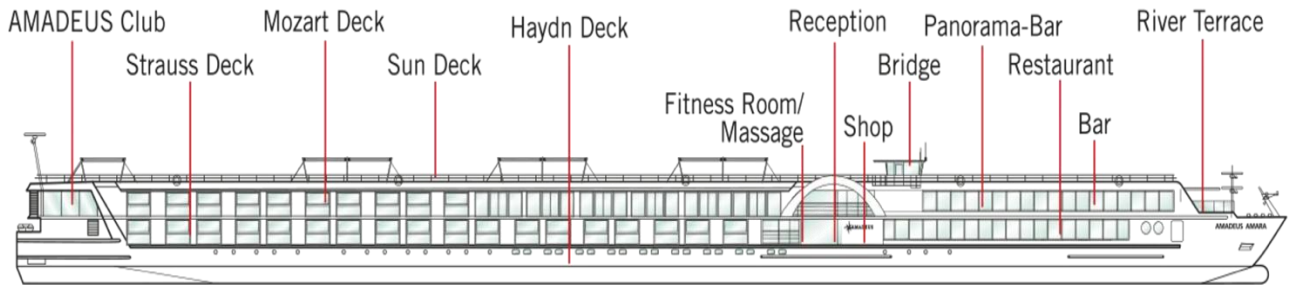 AMADEUS Club
Mozart Deck
Haydn Deck
Reception
Panorama-Bar
River Terrace
Strauss Deck
Sun Deck
Bridge
Restaurant
Fitness Room/
Massage
Shop
Bar
AMADEUS
AMADEUS AMARA